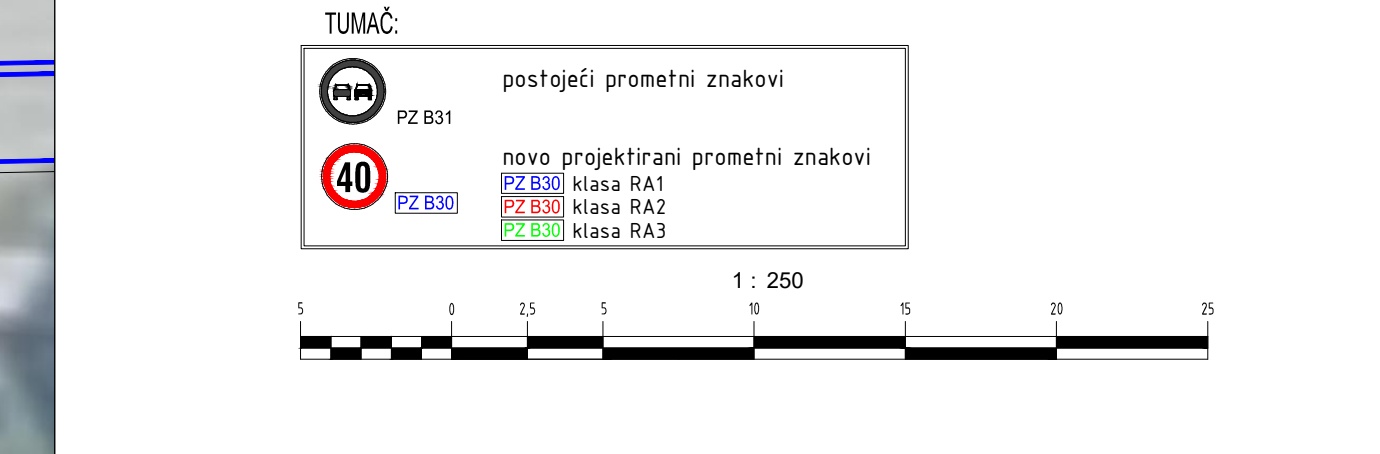 TUMAČ:
postojeći prometni znakovi
PZ B31
40
PZ B30
novo projektirani prometni znakovi
PZ B30 klasa RA1
PZ B30 klasa RA2
PZ B30 klasa RA3
1 : 250
5 0 2,5 5 10 15 20 25